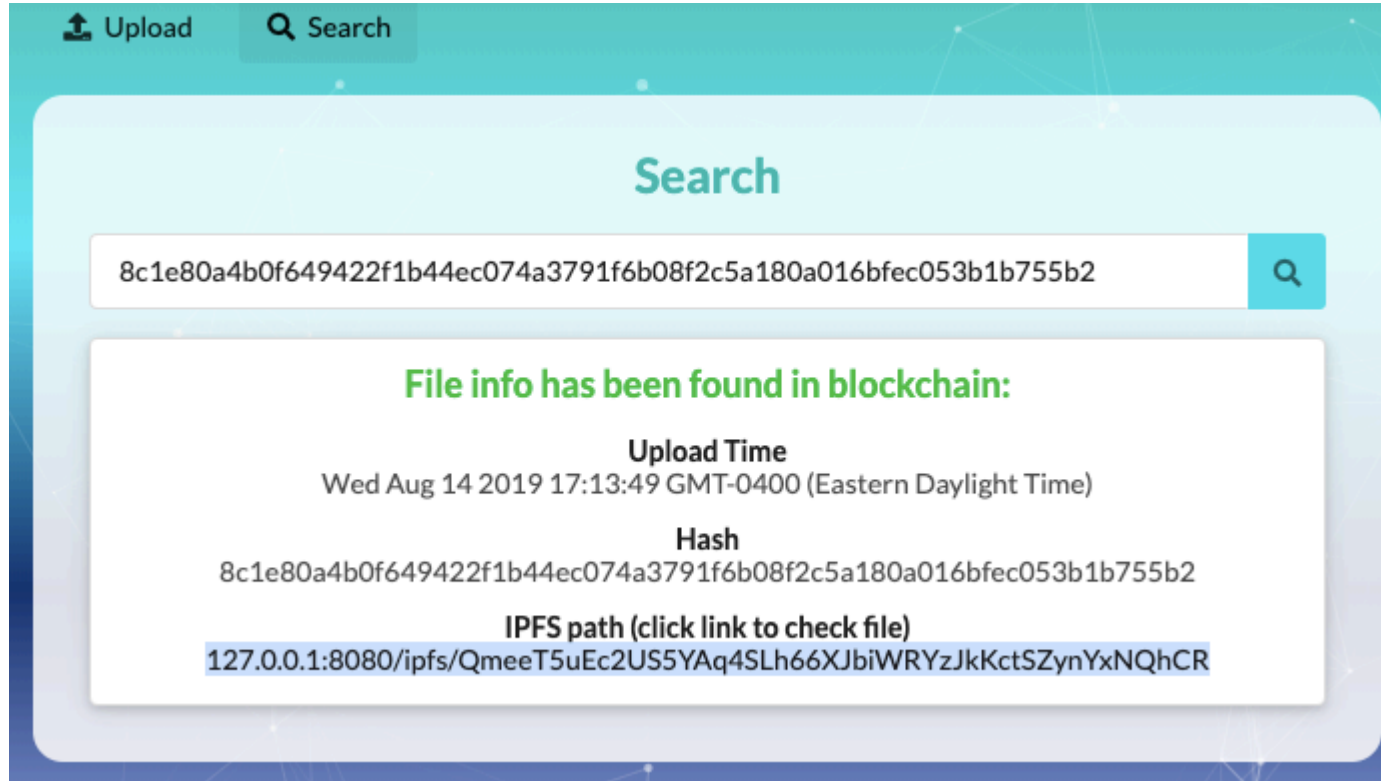 Upload Search
Search
8c1e80a4b0f649422f1b44ec074a3791f6b08f2c5a180a016bfec053b1b755b2
File info has been found in blockchain:
Upload Time
Wed Aug 14 2019 17:13:49 GMT-0400 (Eastern Daylight Time)
Hash
8c1e80a4b0f649422f1b44ec074a3791f6b08f2c5a180a016bfec053b1b755b2
IPFS path (click link to check file)
127.0.0.1:8080/ipfs/QmeeT5uEc2US5YAq4SLh66XJbiWRYzJkKctSZynYxNQhCR